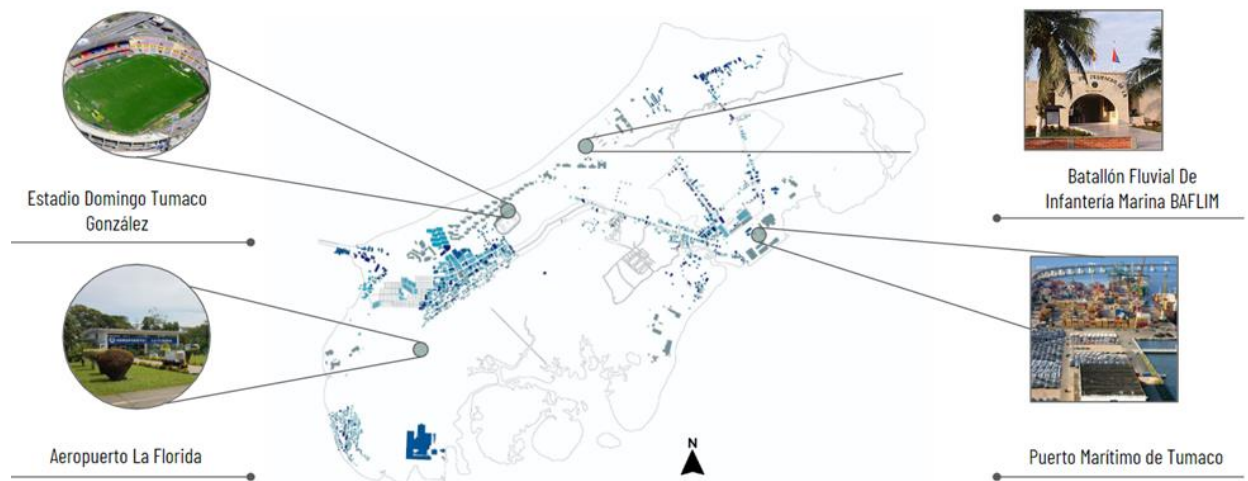 Estadio Domingo Tumaco
González
Aeropuerto La Florida
N
Batallón Fluvial De
Infantería Marina BAFLIM
Puerto Marítimo de Tumaco